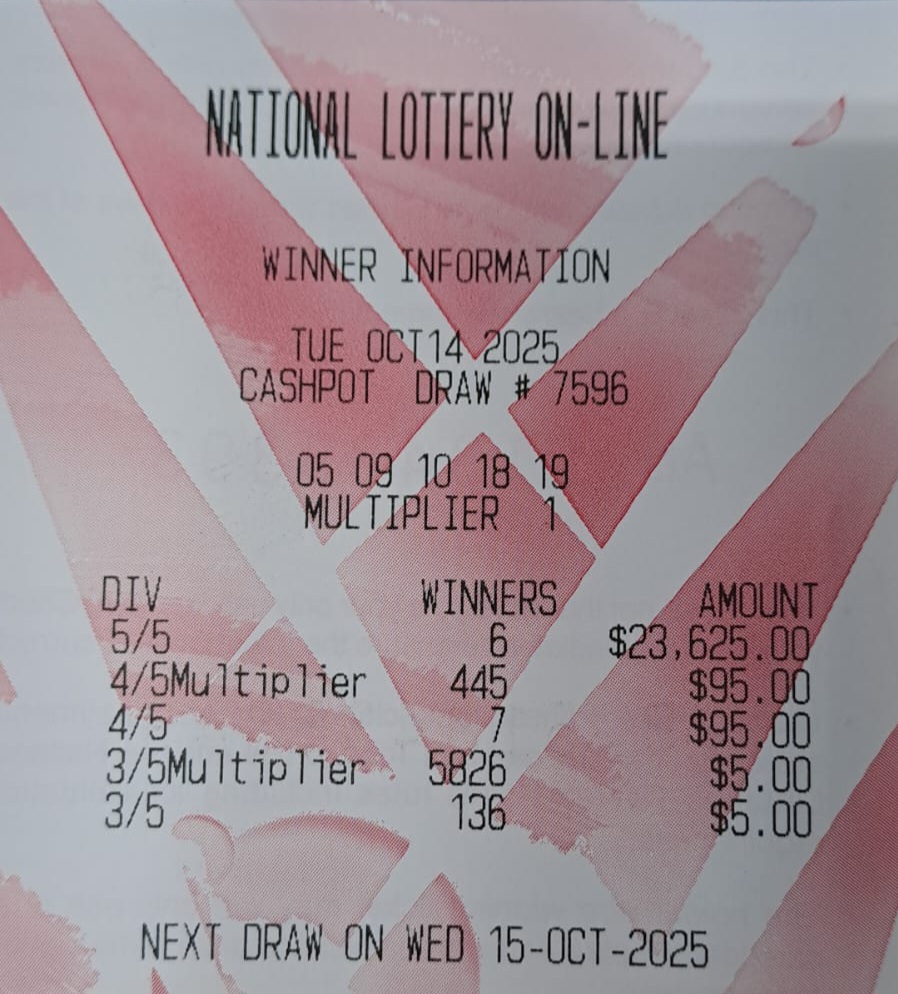 NATIONAL LOTTERY ON-LINE
WINNER INFORMATION
TUE OCT14 2025
CASHPOT DRAW # 7596
05 09 10 18 19
MULTIPLIER 1
DIV WINNERS AMOUNT
5/5 6 $23,625.00
4/5Multiplier 445 $95.00
4/5 7 $95.00
3/5Multiplier 5826 $5.00
3/5 136 $5.00
NEXT DRAW ON WED 15-OCT-2025